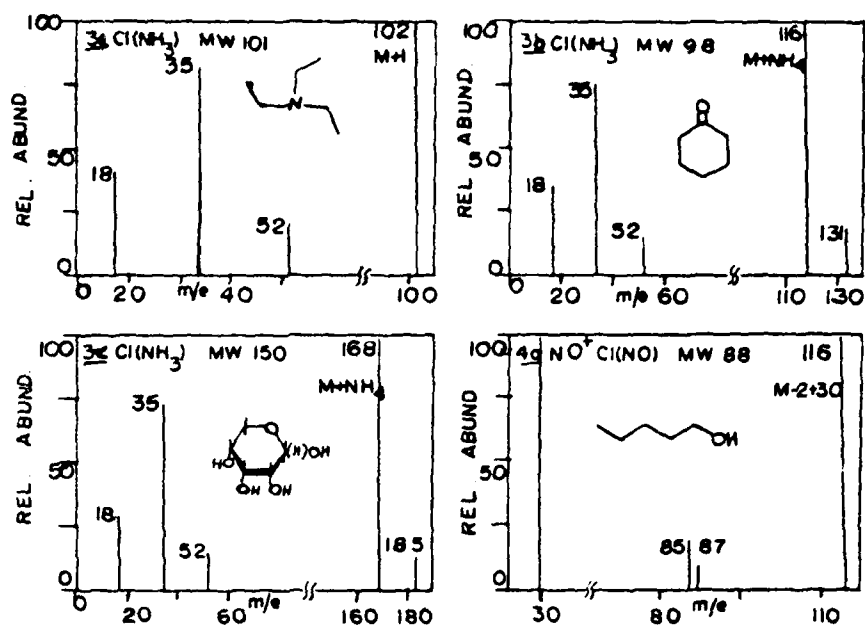 3a CI(NH3) MW 101
102
M+H
35
18
52
N
REL. ABUND
100
50
0
0 20 40 100
m/e
3b CI(NH3) MW 98
116
M+NH4
35
18
52
131
O
REL. ABUND
100
50
0
0 20 60 110 130
m/e
3c CI(NH3) MW 150
168
M+NH4
35
18
52
185
O
(H)OH
HO
OH OH
REL. ABUND
100
50
0
0 20 60 160 180
m/e
4a NO+ CI(NO) MW 88
116
M-2+30
OH
85 87
REL. ABUND
100
50
0
30 80 110
m/e